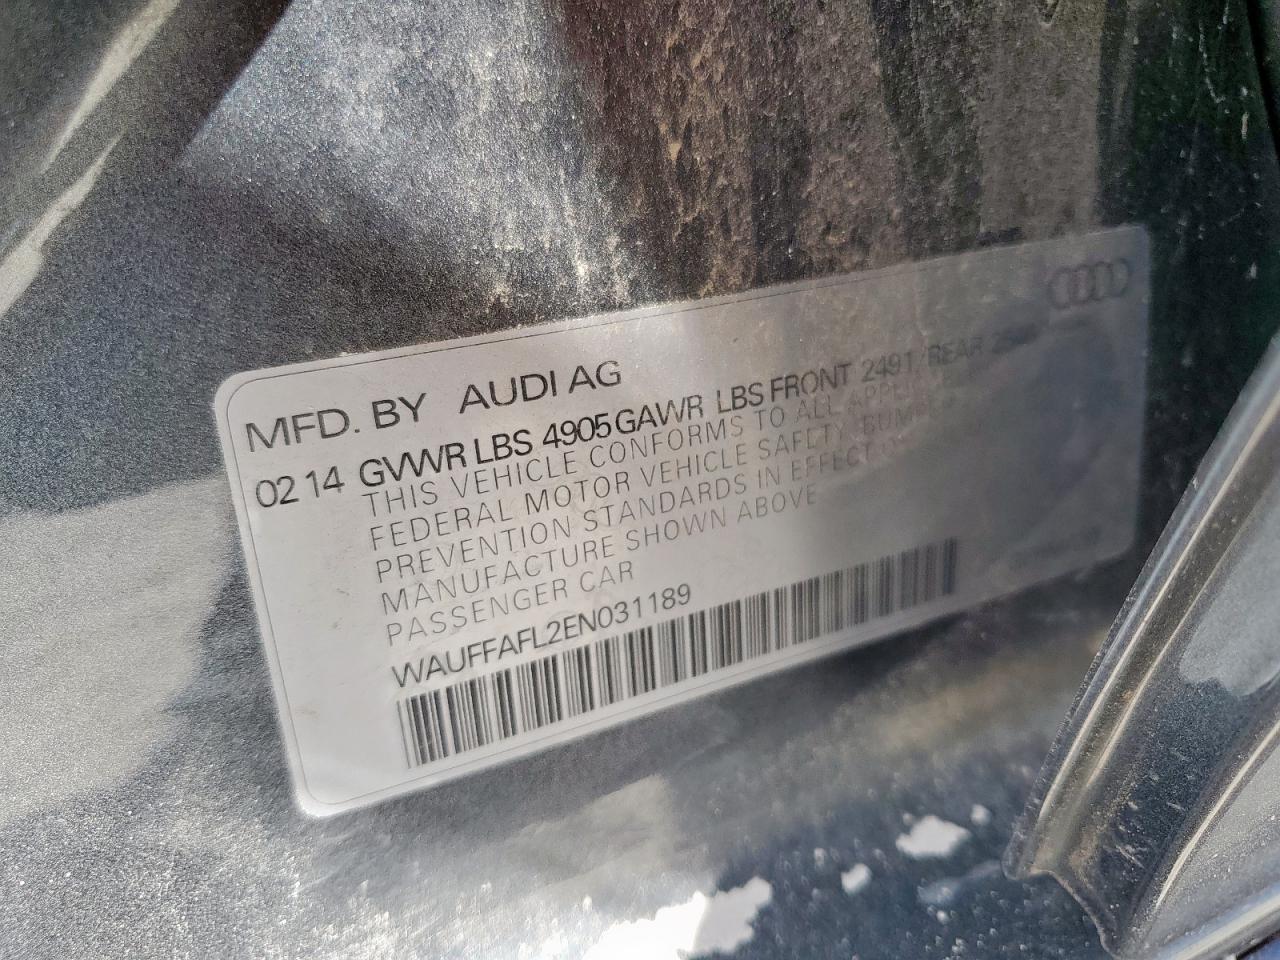 MFD. BY AUDI AG
02 14 GVWR LBS 4905 GAWR LBS FRONT 2491 REAR
THIS VEHICLE CONFORMS TO ALL
FEDERAL MOTOR VEHICLE SAFETY,
PREVENTION STANDARDS IN EFFECT
MANUFACTURE SHOWN ABOVE
PASSENGER CAR
WAUFFAFL2EN031189